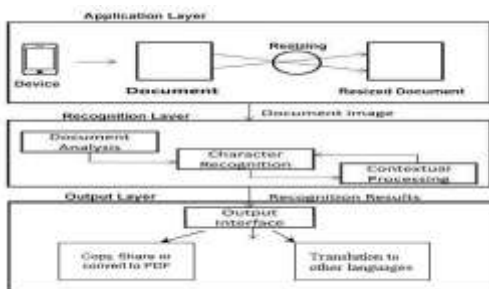 Application Layer
Resizing
Device
Document
Resized Document
Document Image
Recognition Layer
Document
Analysis
Character
Recognition
Contextual
Processing
Output Layer
Recognition Results
Output
Interface
Copy, Share or
convert to PDF
Translation to
other languages